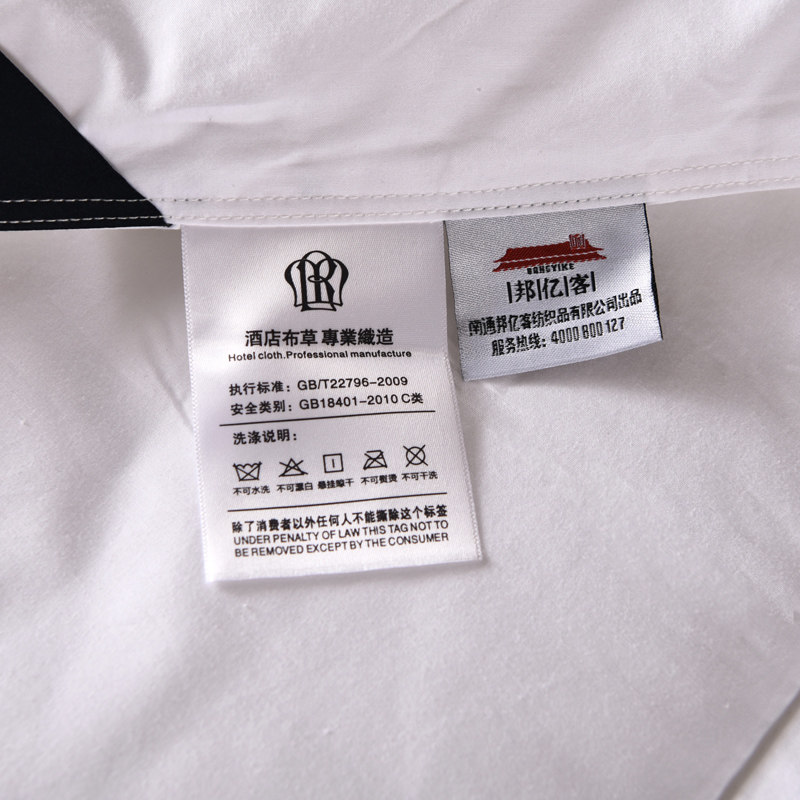 酒店布草 專業織造
Hotel cloth.Professional manufacture
执行标准：GB/T22796-2009
安全类别：GB18401-2010 C类
洗涤说明：
不可水洗 不可漂白 悬挂晾干 不可熨烫 不可干洗
除了消费者以外任何人不能撕除这个标签
UNDER PENALTY OF LAW THIS TAG NOT TO
BE REMOVED EXCEPT BY THE CONSUMER
BANGYIKE
邦亿客
南通邦亿客纺织品有限公司出品
服务热线：4000 800 127